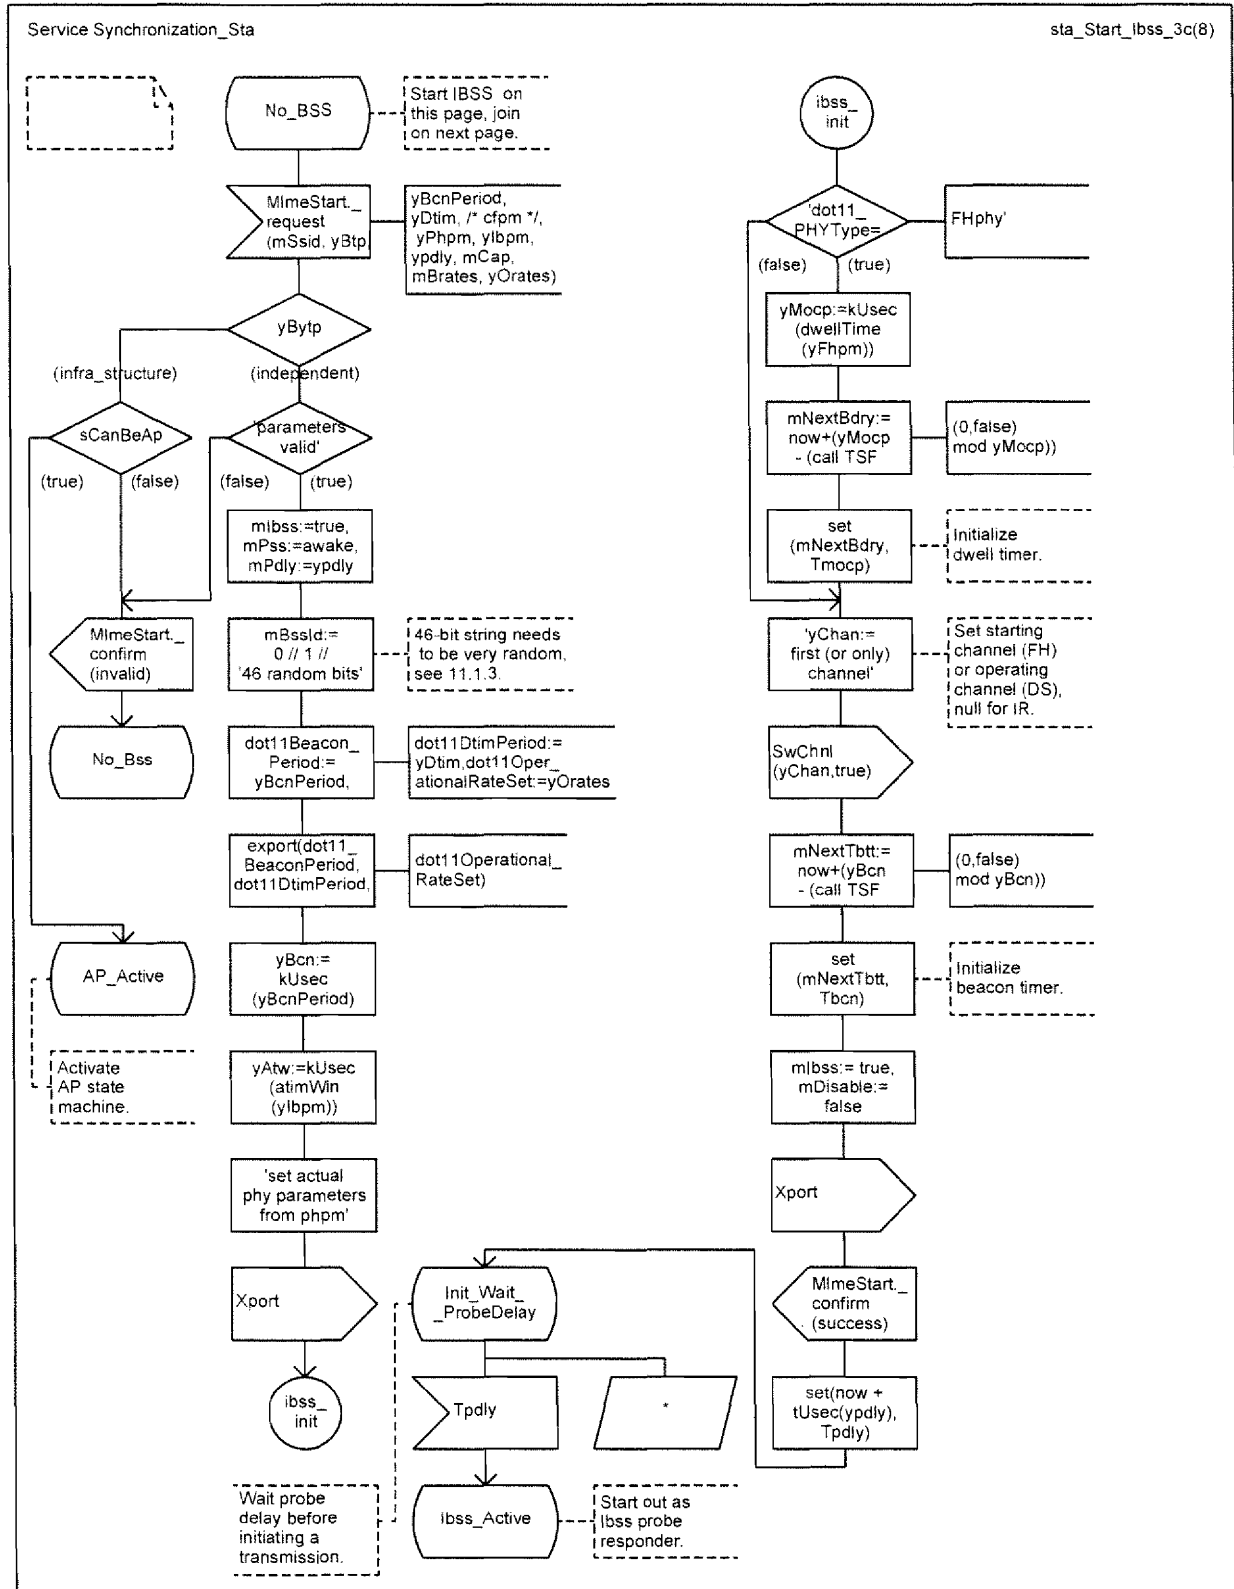 Service Synchronization_Sta
sta_Start_Ibss_3c(8)
No_BSS
Start IBSS on
this page, join
on next page.
MlmeStart._
request
(mSsid, yBtp,
yBcnPeriod,
yDtim, /* cfpm */,
yPhpm, yIbpm,
ypdly, mCap,
mBrates, yOrates)
yBytp
(infra_structure)
(independent)
sCanBeAp
(true)
(false)
'parameters
valid'
(false)
(true)
mIbss:=true,
mPss:=awake,
mPdly:=ypdly
MlmeStart._
confirm
(invalid)
No_Bss
mBssId:=
0 // 1 //
'46 random bits'
46-bit string needs
to be very random,
see 11.1.3.
dot11Beacon_
Period:=
yBcnPeriod,
dot11DtimPeriod:=
yDtim,dot11Oper_
ationalRateSet:=yOrates
export(dot11_
BeaconPeriod,
dot11DtimPeriod,
dot11Operational_
RateSet)
AP_Active
Activate
AP state
machine.
yBcn:=
kUsec
(yBcnPeriod)
yAtw:=kUsec
(atimWin
(yIbpm))
'set actual
phy parameters
from phpm'
Xport
ibss_
init
Init_Wait_
_ProbeDelay
Tpdly
*
Wait probe
delay before
initiating a
transmission.
Ibss_Active
Start out as
Ibss probe
responder.
ibss_
init
'dot11_
PHYType=
FHphy'
(false)
(true)
yMocp:=kUsec
(dwellTime
(yFhpm))
mNextBdry:=
now+(yMocp
- (call TSF
(0,false)
mod yMocp))
set
(mNextBdry,
Tmocp)
Initialize
dwell timer.
'yChan:=
first (or only)
channel'
Set starting
channel (FH)
or operating
channel (DS),
null for IR.
SwChnl
(yChan,true)
mNextTbtt:=
now+(yBcn
- (call TSF
(0,false)
mod yBcn))
set
(mNextTbtt,
Tbcn)
Initialize
beacon timer.
mIbss:= true,
mDisable:=
false
Xport
MlmeStart._
confirm
(success)
set(now +
tUsec(ypdly),
Tpdly)